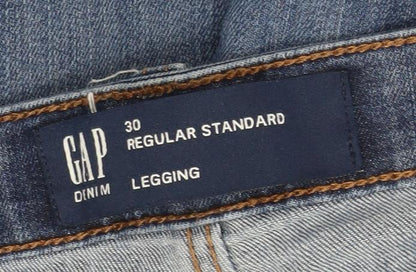 GAP
DENIM
30
REGULAR STANDARD
LEGGING